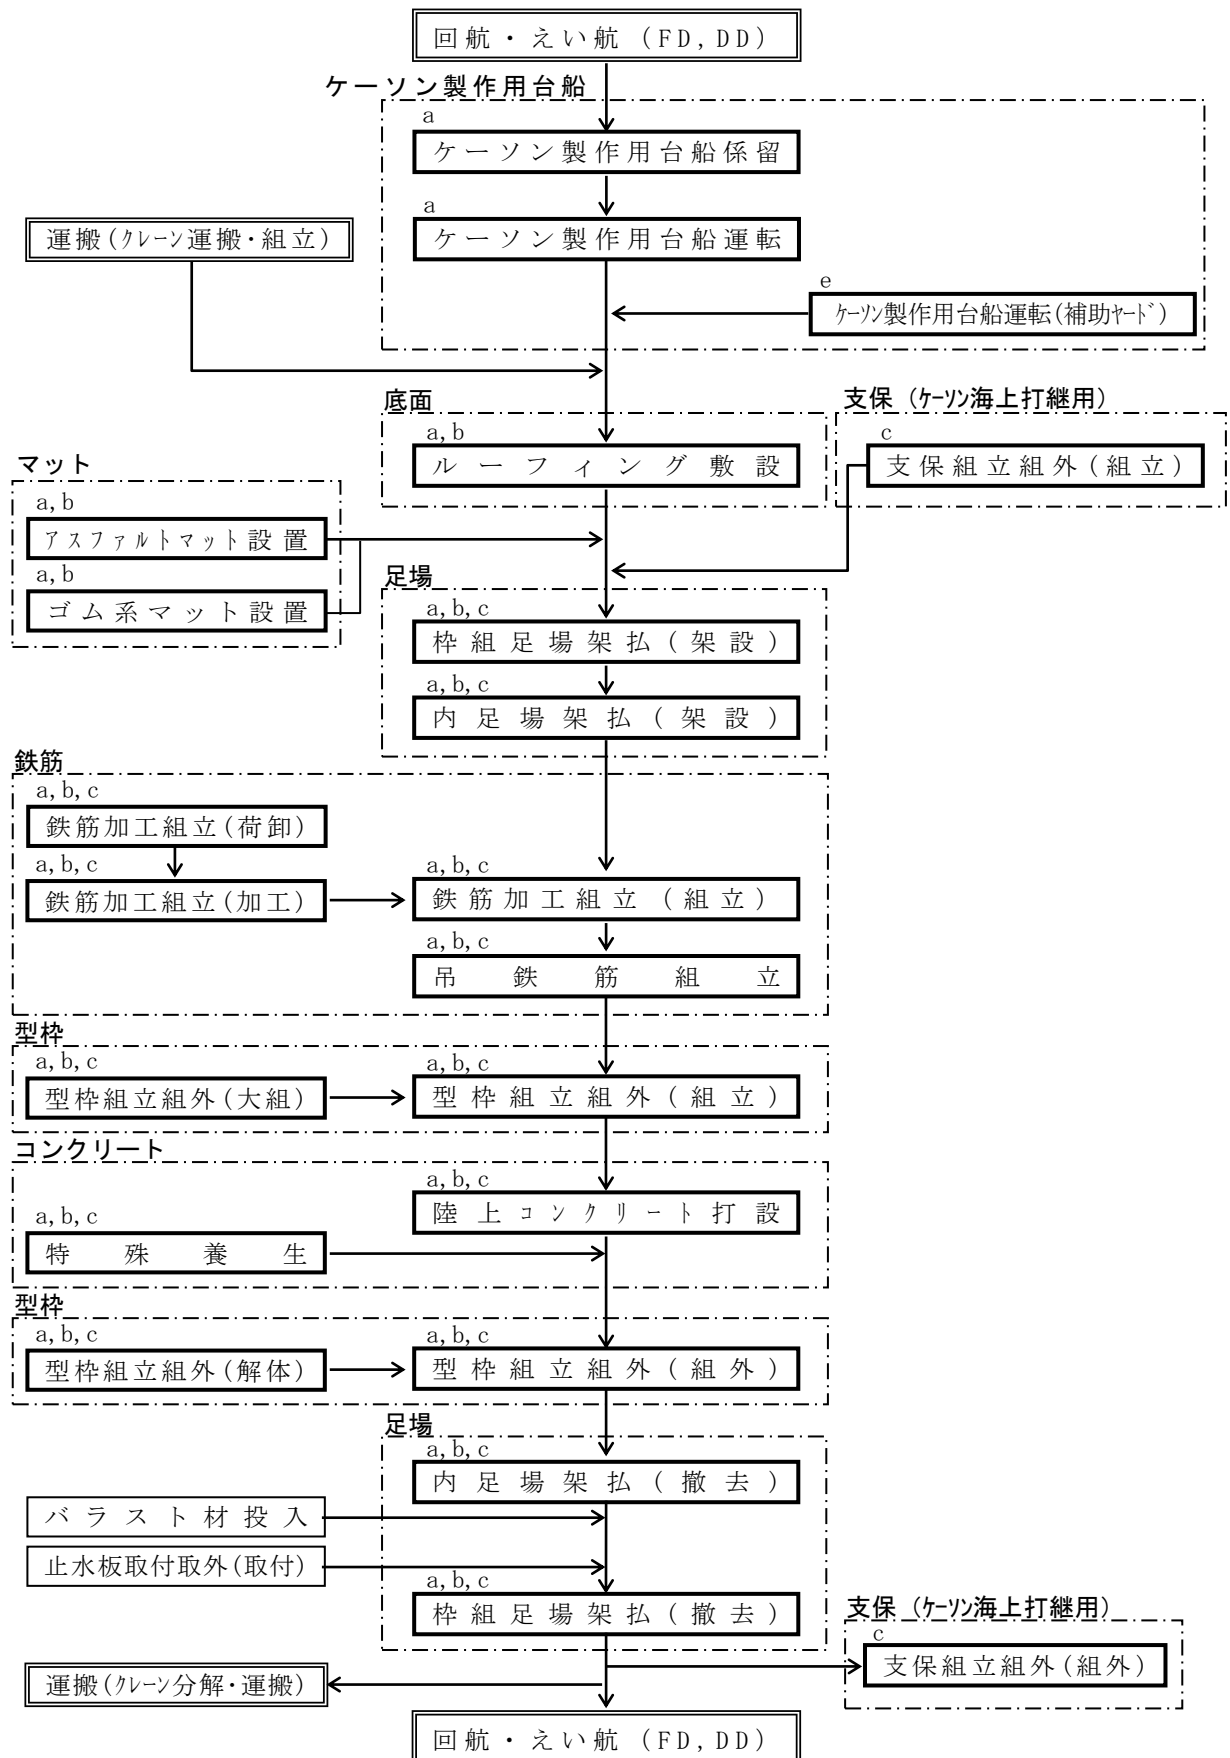 回航・えい航（FD,DD）
ケーソン製作用台船
a
ケーソン製作用台船係留
a
ケーソン製作用台船運転
運搬(ｸﾚｰﾝ運搬・組立)
e
ｹｰｿﾝ製作用台船運転(補助ﾔｰﾄﾞ)
底面
a,b
ルーフィング敷設
支保（ｹｰｿﾝ海上打継用）
c
支保組立組外(組立)
マット
a,b
アスファルトマット設置
a,b
ゴム系マット設置
足場
a,b,c
枠組足場架払(架設)
a,b,c
内足場架払(架設)
鉄筋
a,b,c
鉄筋加工組立(荷卸)
a,b,c
鉄筋加工組立(加工)
a,b,c
鉄筋加工組立（組立）
a,b,c
吊鉄筋組立
型枠
a,b,c
型枠組立組外(大組)
a,b,c
型枠組立組外(組立)
コンクリート
a,b,c
陸上コンクリート打設
a,b,c
特殊養生
型枠
a,b,c
型枠組立組外(解体)
a,b,c
型枠組立組外(組外)
足場
a,b,c
内足場架払(撤去)
バラスト材投入
止水板取付取外(取付)
a,b,c
枠組足場架払(撤去)
支保（ｹｰｿﾝ海上打継用）
c
支保組立組外(組外)
運搬(ｸﾚｰﾝ分解・運搬)
回航・えい航（FD,DD）